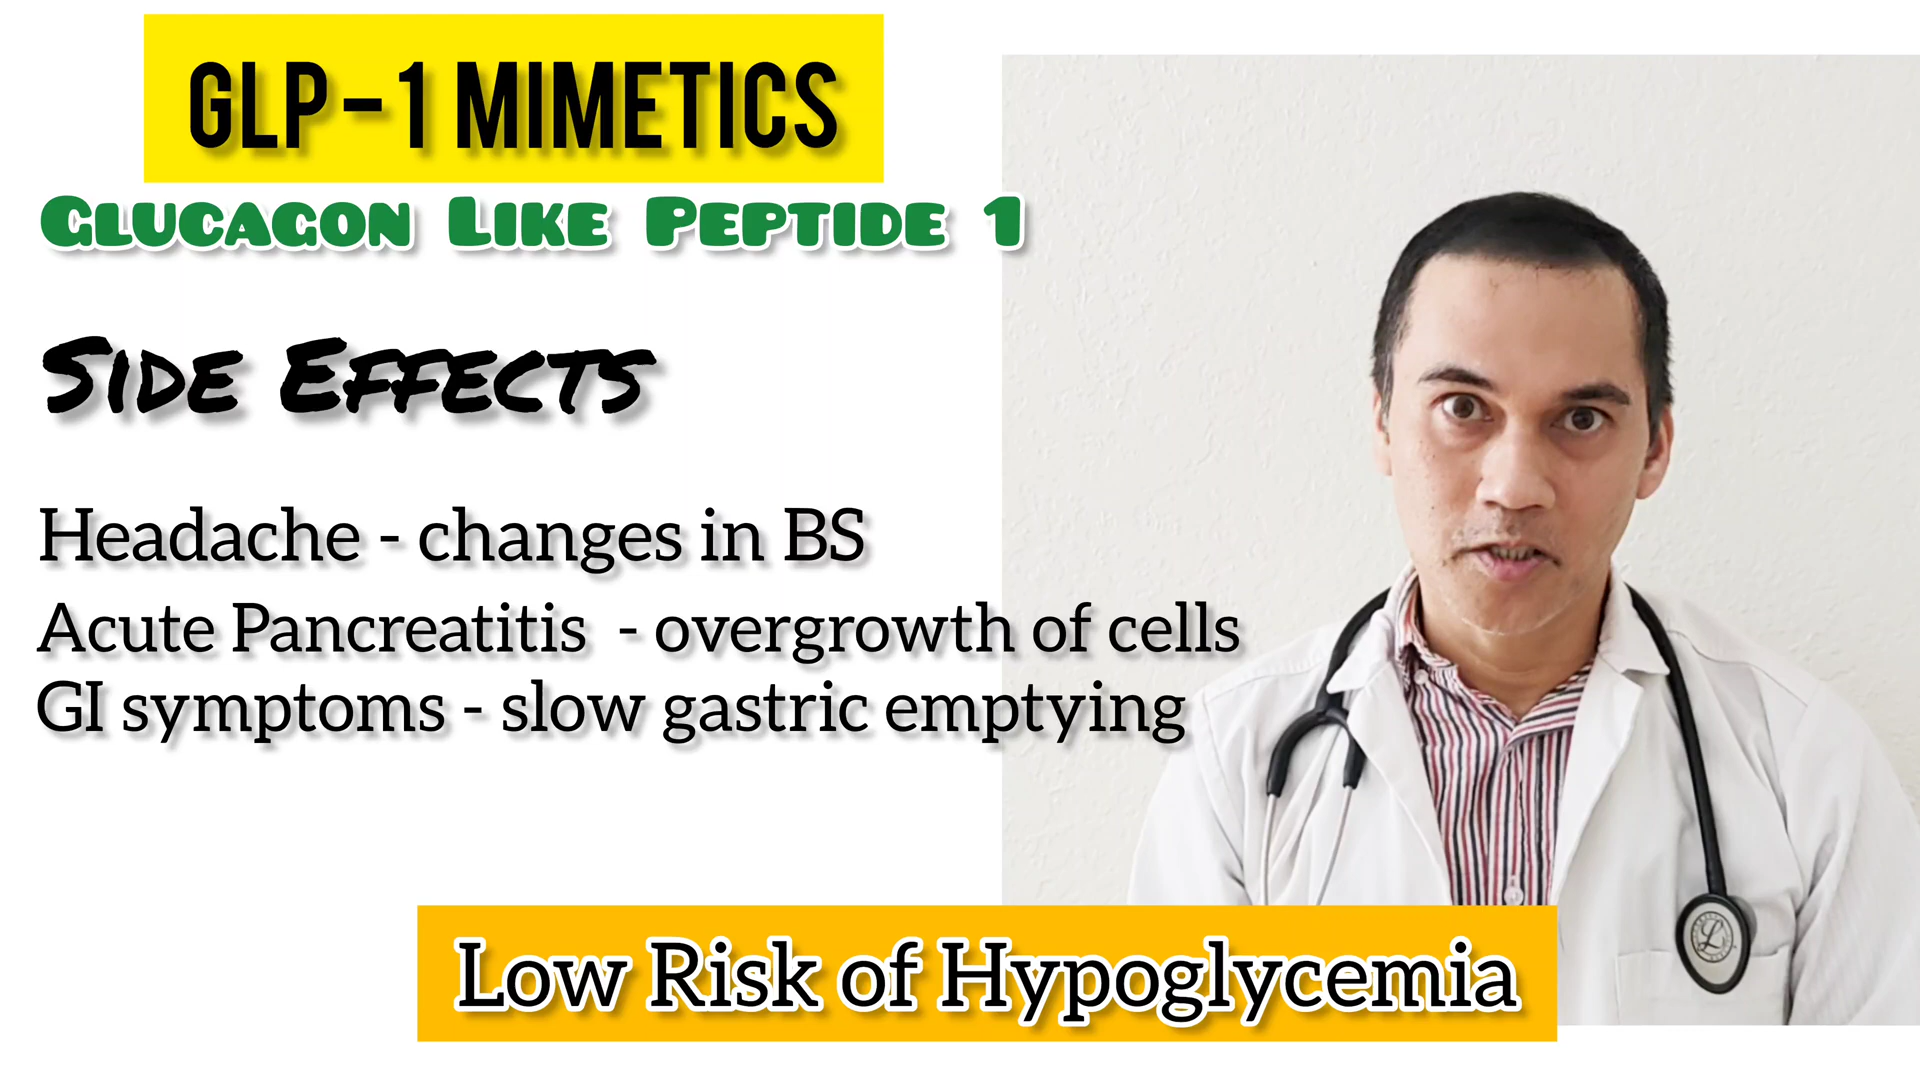 GLP-1 MIMETICS
Glucagon Like Peptide 1
Side Effects
Headache - changes in BS
Acute Pancreatitis - overgrowth of cells
GI symptoms - slow gastric emptying
Low Risk of Hypoglycemia